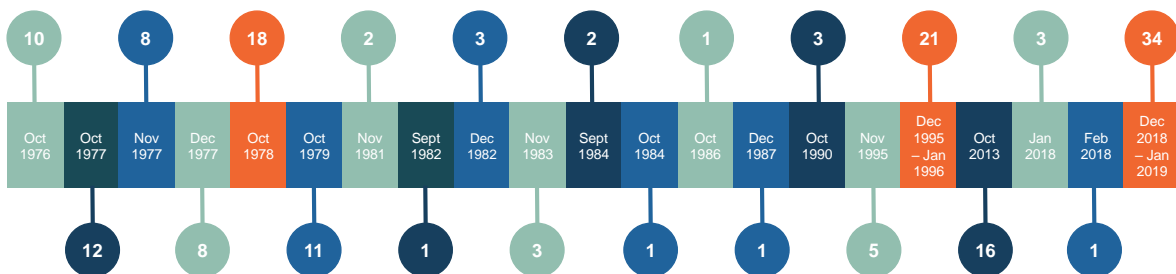 10
8
18
2
3
2
1
3
21
3
34
Oct
1976
Oct
1977
Nov
1977
Dec
1977
Oct
1978
Oct
1979
Nov
1981
Sept
1982
Dec
1982
Nov
1983
Sept
1984
Oct
1984
Oct
1986
Dec
1987
Oct
1990
Nov
1995
Dec
1995
– Jan
1996
Oct
2013
Jan
2018
Feb
2018
Dec
2018
– Jan
2019
12
8
11
1
3
1
1
5
16
1